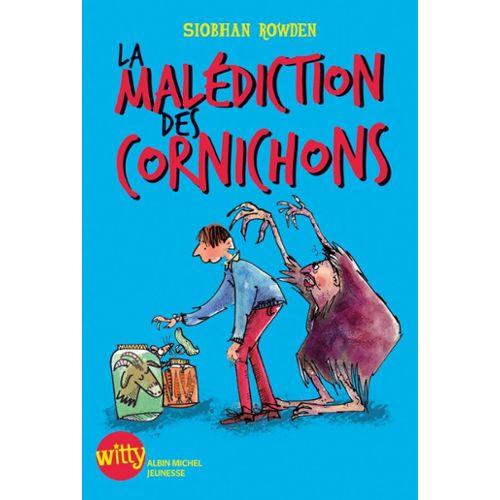 SIOBHAN ROWDEN
LA
MALÉDICTION
DES
CORNICHONS
witty
ALBIN MICHEL
JEUNESSE